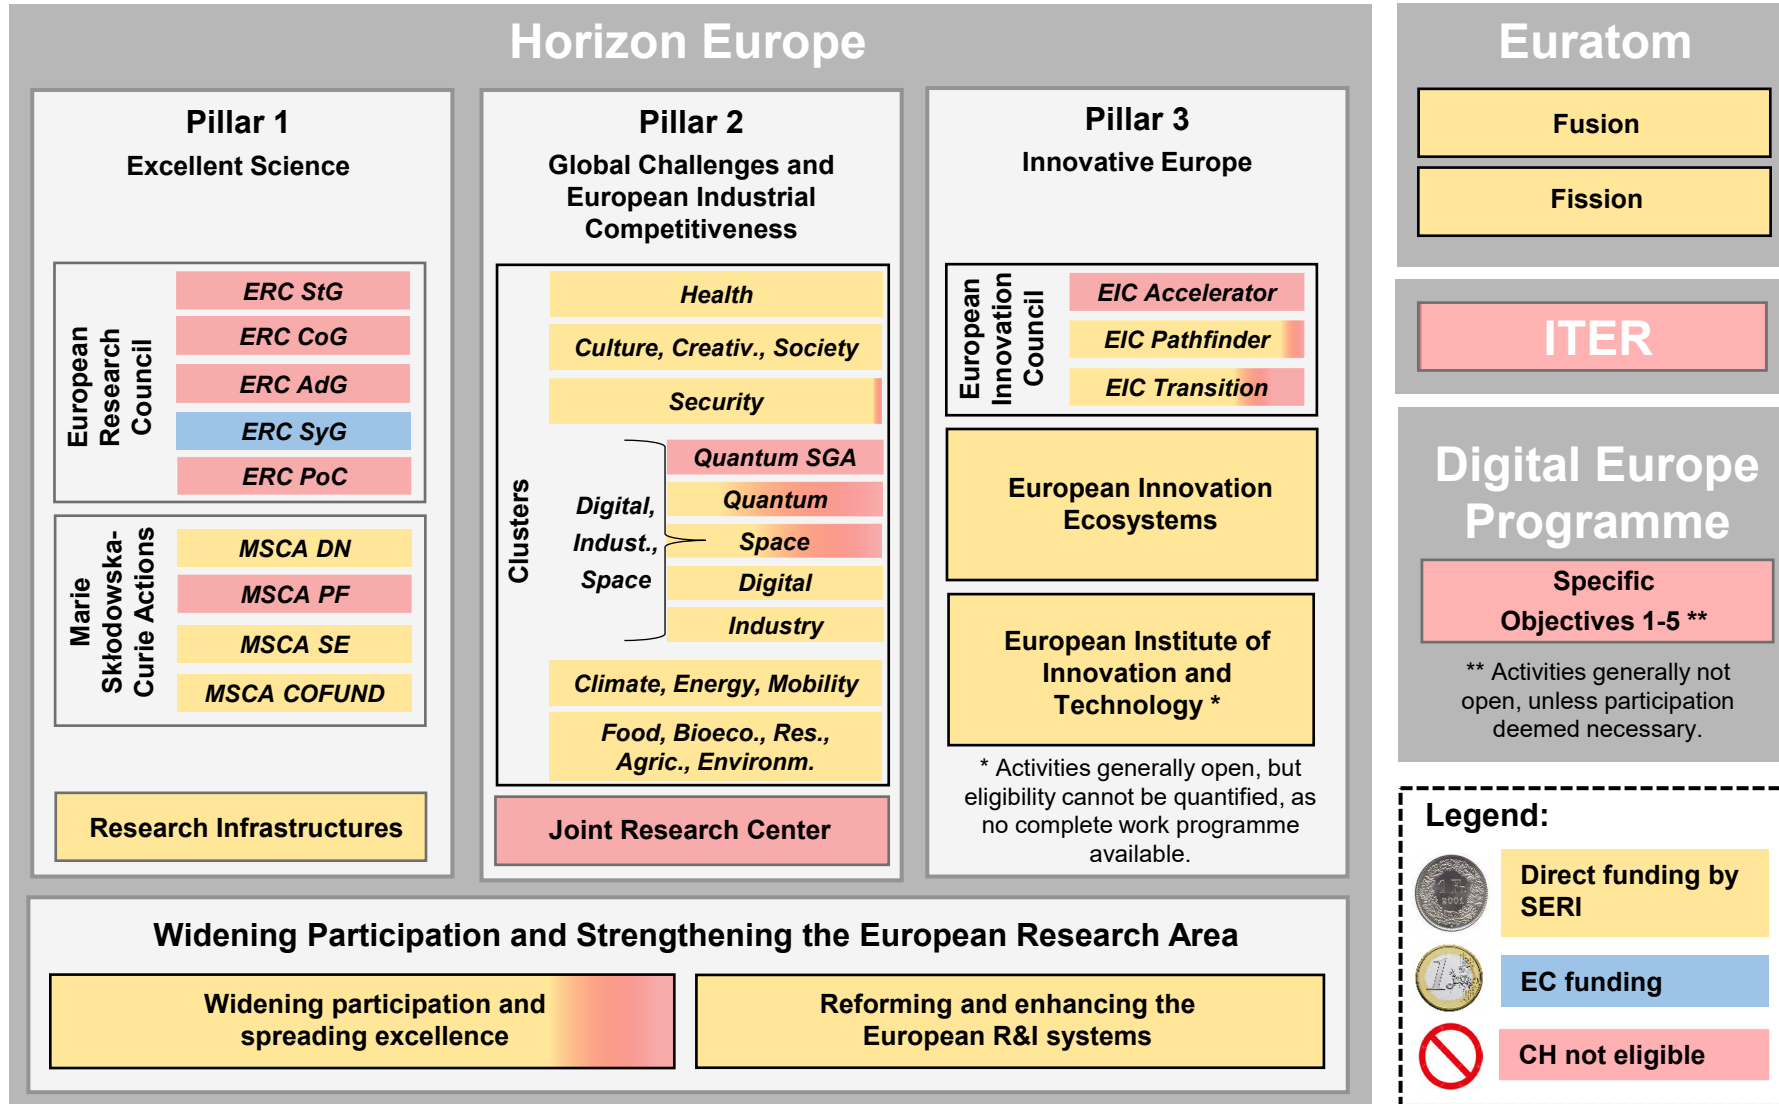 Horizon Europe
Pillar 1
Excellent Science
European
Research
Council
ERC StG
ERC CoG
ERC AdG
ERC SyG
ERC PoC
Marie
Skłodowska-
Curie Actions
MSCA DN
MSCA PF
MSCA SE
MSCA COFUND
Research Infrastructures
Pillar 2
Global Challenges and
European Industrial
Competitiveness
Clusters
Health
Culture, Creativ., Society
Security
Digital,
Indust.,
Space
Quantum SGA
Quantum
Space
Digital
Industry
Climate, Energy, Mobility
Food, Bioeco., Res.,
Agric., Environm.
Joint Research Center
Pillar 3
Innovative Europe
European
Innovation
Council
EIC Accelerator
EIC Pathfinder
EIC Transition
European Innovation
Ecosystems
European Institute of
Innovation and
Technology *
* Activities generally open, but
eligibility cannot be quantified, as
no complete work programme
available.
Widening Participation and Strengthening the European Research Area
Widening participation and
spreading excellence
Reforming and enhancing the
European R&I systems
Euratom
Fusion
Fission
ITER
Digital Europe
Programme
Specific
Objectives 1-5 **
** Activities generally not
open, unless participation
deemed necessary.
Legend:
1 Fr.
2001
Direct funding by
SERI
1
EC funding
CH not eligible